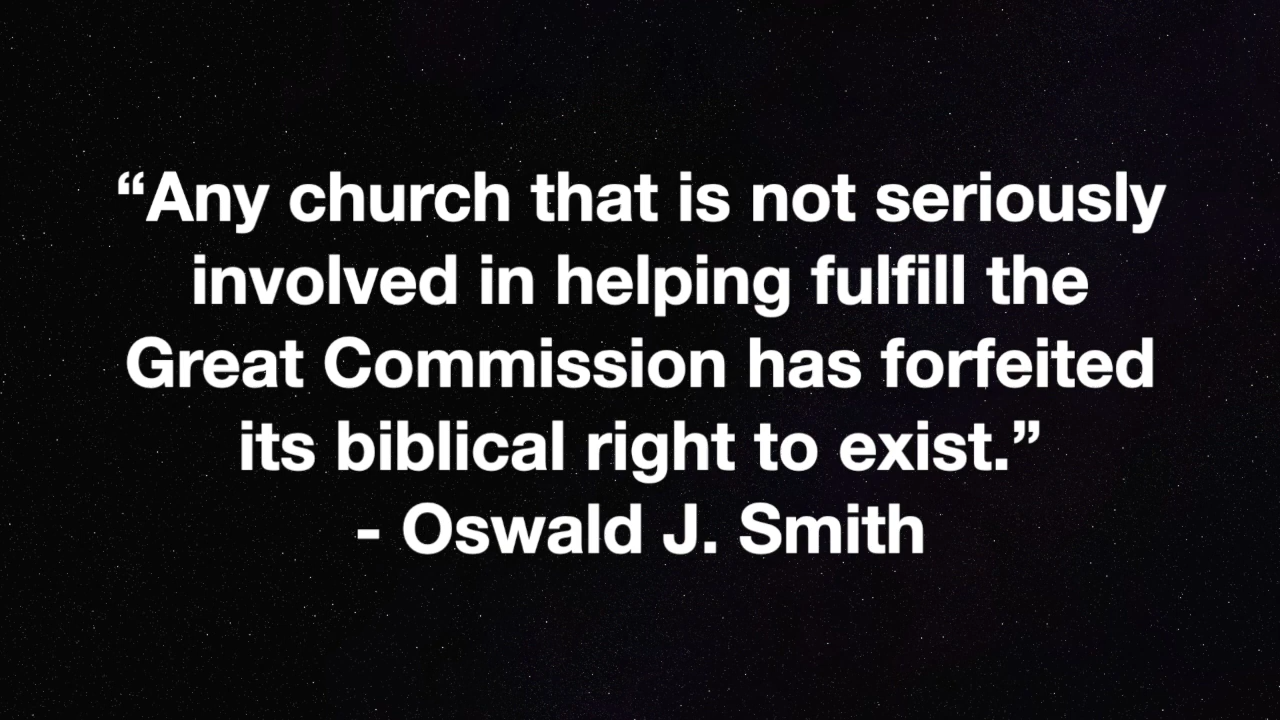 “Any church that is not seriously
involved in helping fulfill the
Great Commission has forfeited
its biblical right to exist.”
- Oswald J. Smith